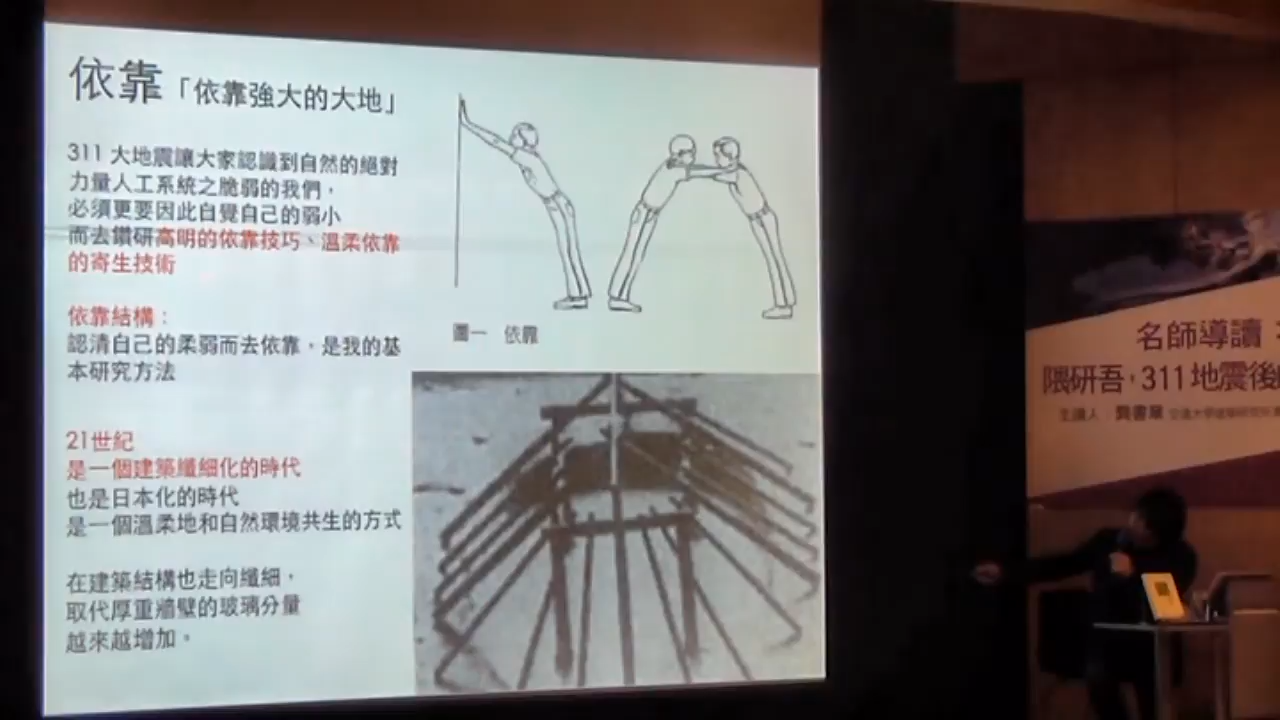 依靠「依靠強大的大地」
311 大地震讓大家認識到自然的絕對
力量人工系統之脆弱的我們，
必須更要因此自覺自己的弱小
而去鑽研高明的依靠技巧、溫柔依靠
的寄生技術
依靠結構：
認清自己的柔弱而去依靠，是我的基
本研究方法
21世紀
是一個建築纖細化的時代
也是日本化的時代
是一個溫柔地和自然環境共生的方式
在建築結構也走向纖細，
取代厚重牆壁的玻璃分量
越來越增加。
圖一 依靠
名師導讀
隈研吾，311地震後
主講人：龔書章